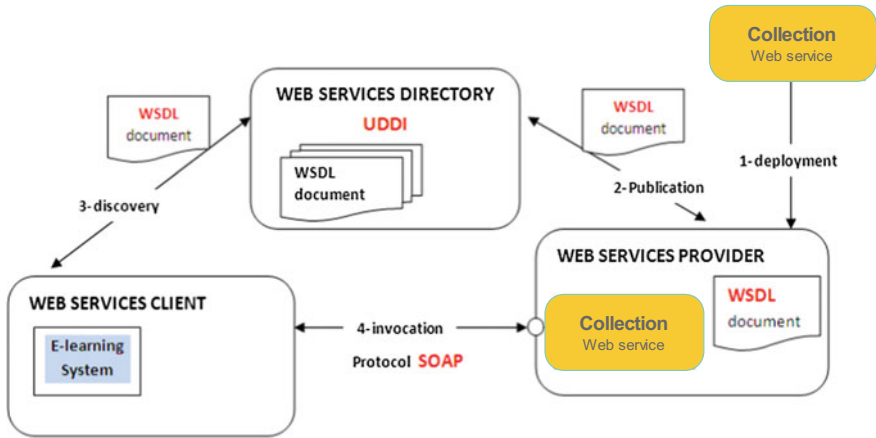 Collection
Web service
WSDL
document
WEB SERVICES DIRECTORY
UDDI
WSDL
document
WSDL
document
1-deployment
2-Publication
3-discovery
WEB SERVICES PROVIDER
WEB SERVICES CLIENT
WSDL
document
Collection
Web service
4-invocation
Protocol SOAP
E-learning
System